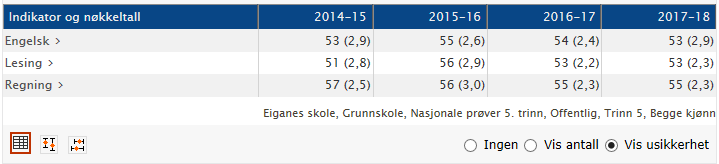 Indikator og nøkkeltall 2014-15 2015-16 2016-17 2017-18
Engelsk > 53 (2,9) 55 (2,6) 54 (2,4) 53 (2,9)
Lesing > 51 (2,8) 56 (2,9) 53 (2,2) 53 (2,3)
Regning > 57 (2,5) 56 (3,0) 55 (2,3) 55 (2,3)
Eiganes skole, Grunnskole, Nasjonale prøver 5. trinn, Offentlig, Trinn 5, Begge kjønn
Ingen Vis antall Vis usikkerhet